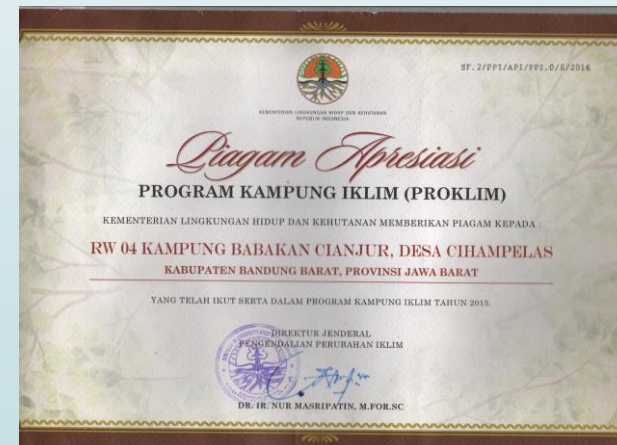 SF.2/PPI/API/PPI.0/6/2016
KEMENTERIAN LINGKUNGAN HIDUP DAN KEHUTANAN
REPUBLIK INDONESIA
Piagam Apresiasi
PROGRAM KAMPUNG IKLIM (PROKLIM)
KEMENTERIAN LINGKUNGAN HIDUP DAN KEHUTANAN MEMBERIKAN PIAGAM KEPADA :
RW 04 KAMPUNG BABAKAN CIANJUR, DESA CIHAMPELAS
KABUPATEN BANDUNG BARAT, PROVINSI JAWA BARAT
YANG TELAH IKUT SERTA DALAM PROGRAM KAMPUNG IKLIM TAHUN 2015.
DIREKTUR JENDERAL
PENGENDALIAN PERUBAHAN IKLIM
DR. IR. NUR MASRIPATIN, M.FOR.SC